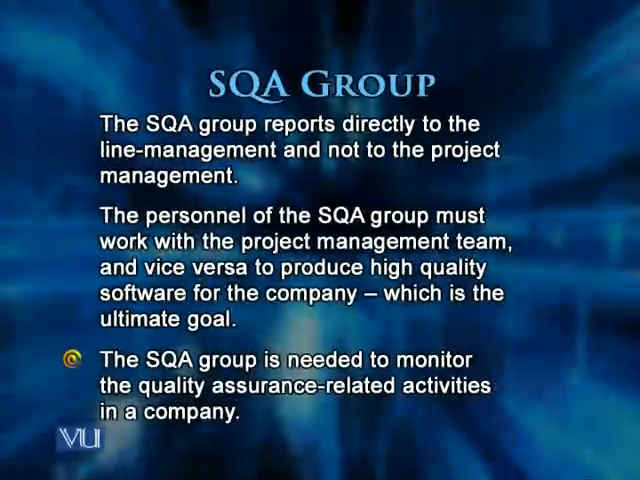 SQA Group
The SQA group reports directly to the
line-management and not to the project
management.
The personnel of the SQA group must
work with the project management team,
and vice versa to produce high quality
software for the company – which is the
ultimate goal.
The SQA group is needed to monitor
the quality assurance-related activities
in a company.
VU